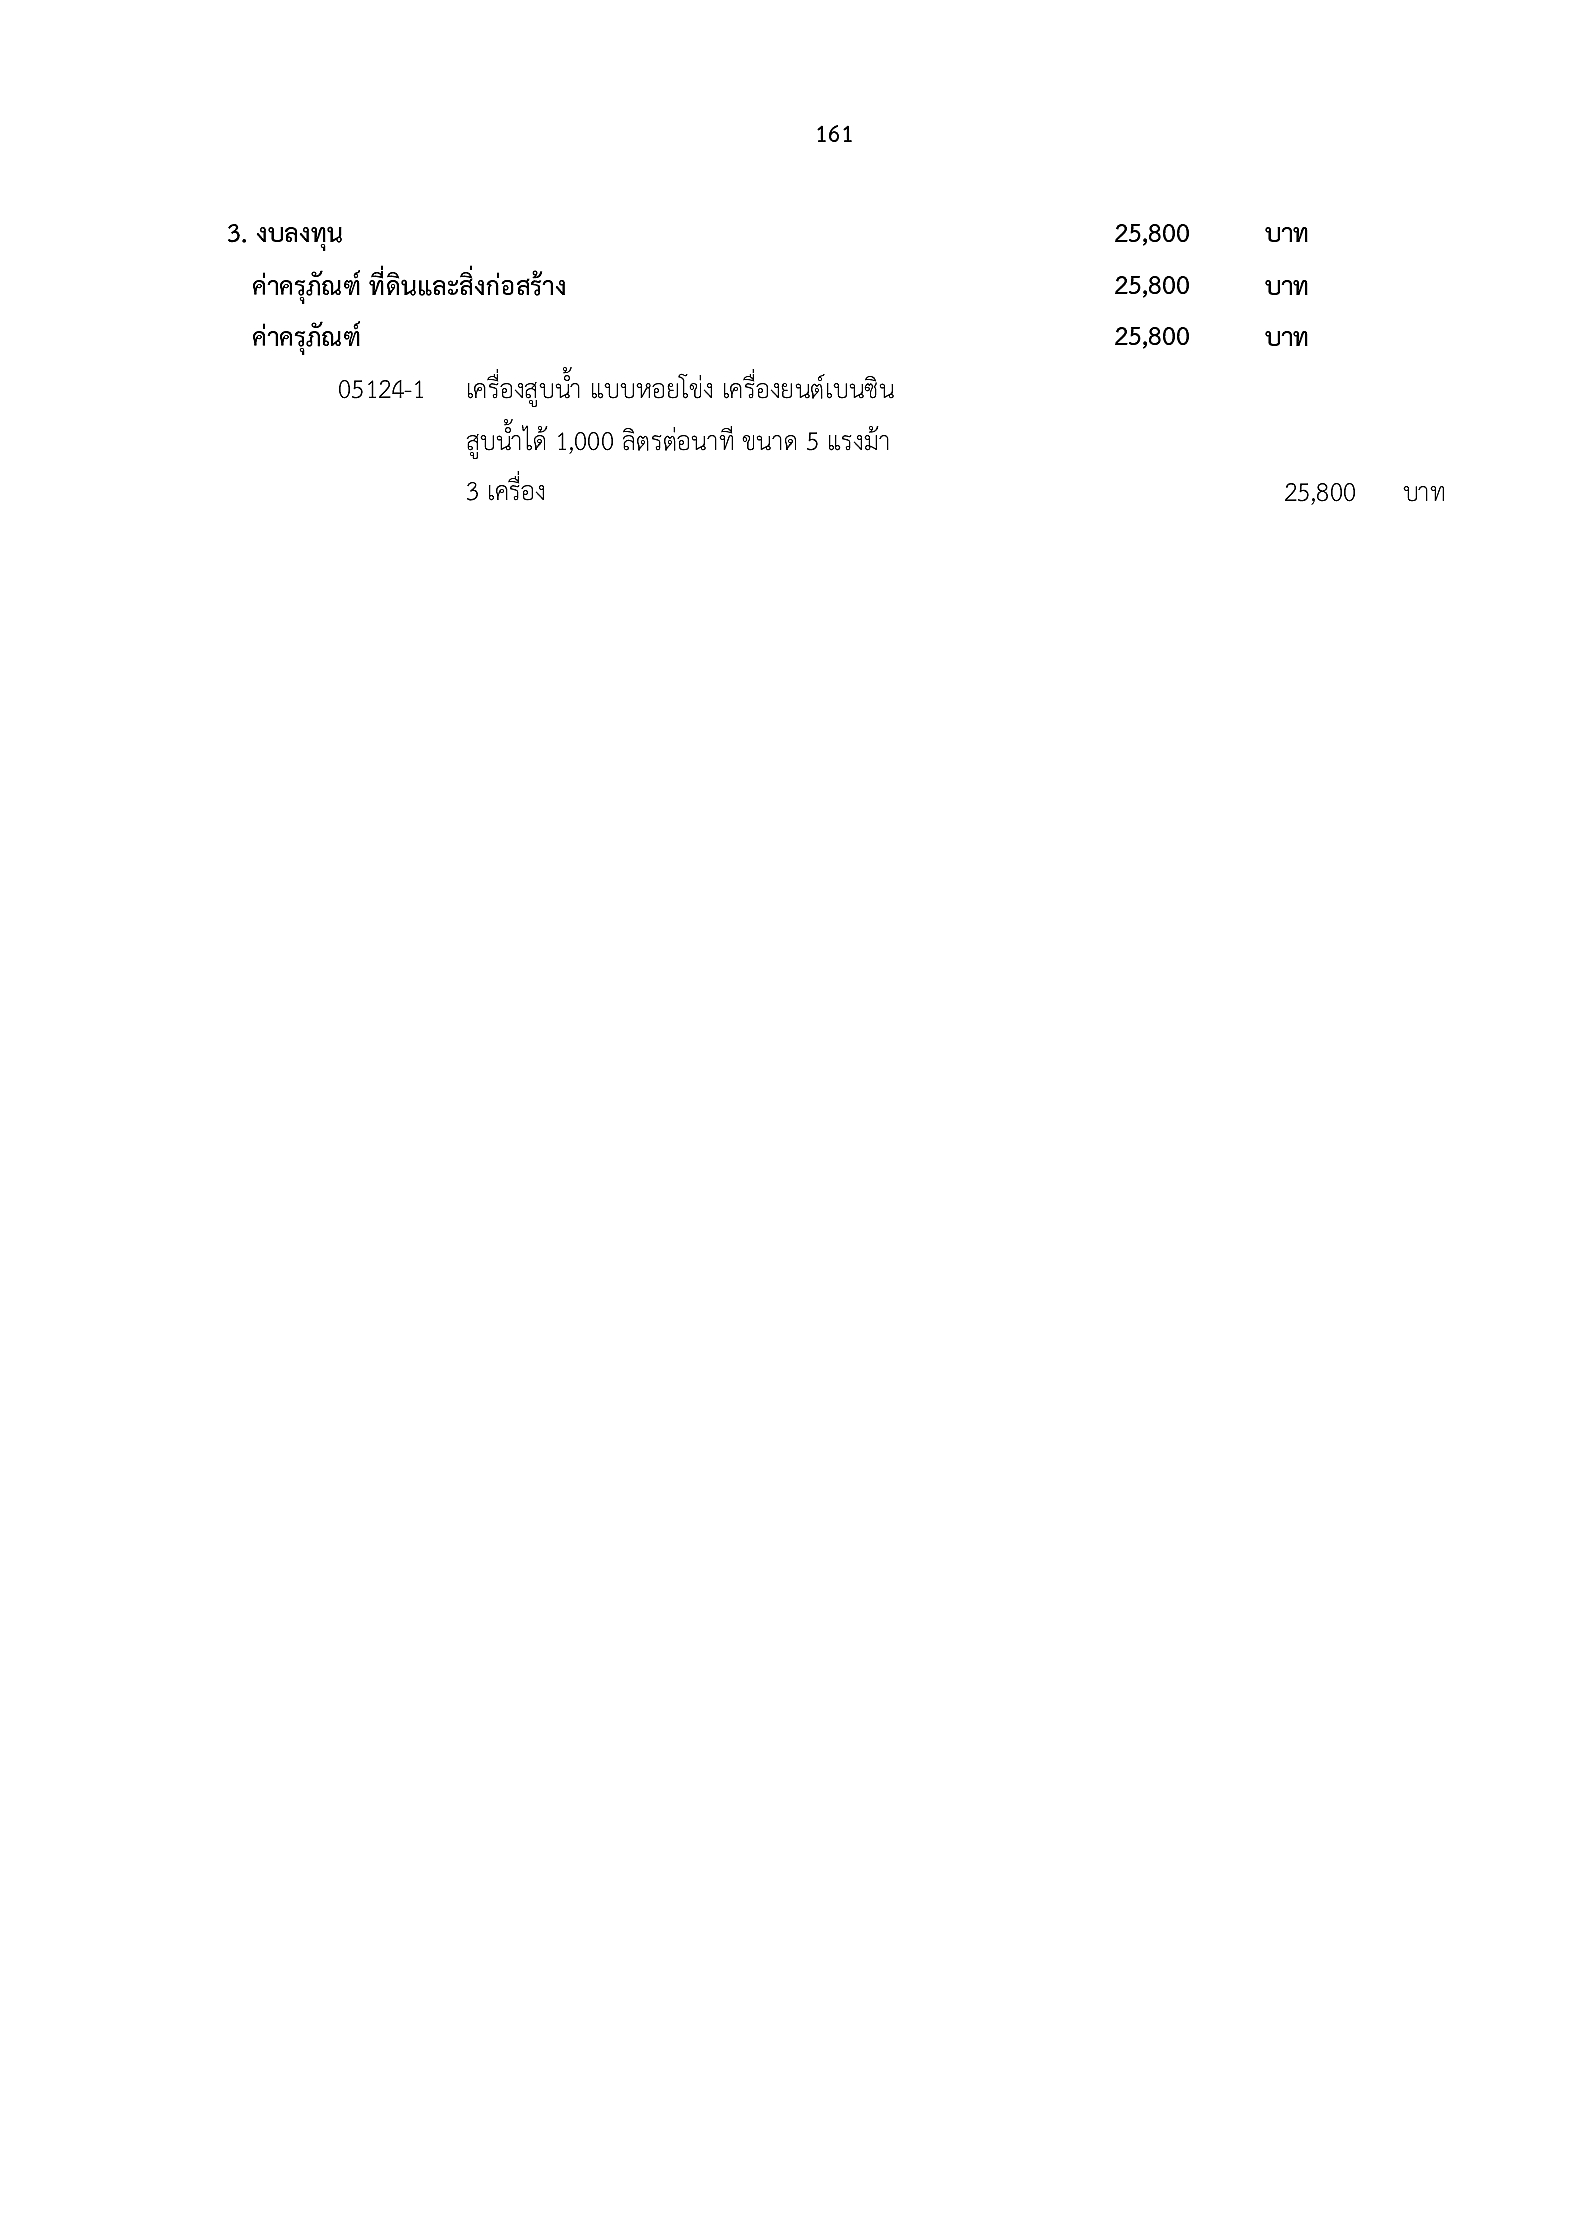 161
3. งบลงทุน 25,800 บาท
ค่าครุภัณฑ์ ที่ดินและสิ่งก่อสร้าง 25,800 บาท
ค่าครุภัณฑ์ 25,800 บาท
05124-1 เครื่องสูบน้ำ แบบหอยโข่ง เครื่องยนต์เบนซิน
สูบน้ำได้ 1,000 ลิตรต่อนาที ขนาด 5 แรงม้า
3 เครื่อง 25,800 บาท